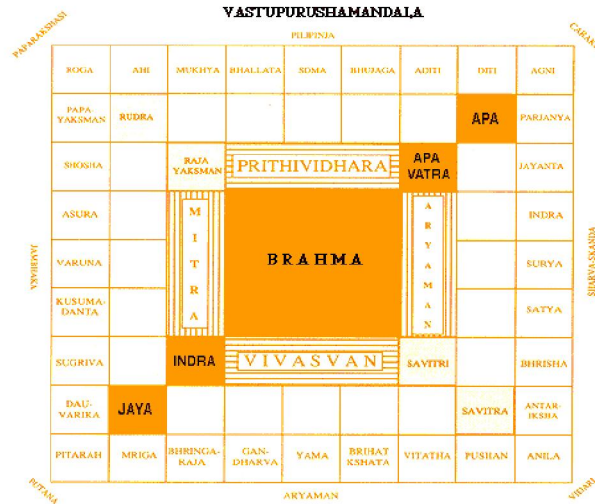 VASTUPURUSHAMANDALA
PAPARAKSHASI
PILIPINJA
CARAKI
ROGA AHI MUKHYA BHALLATA SOMA BHUJAGA ADITI DITI AGNI
PAPA-
YAKSMAN
RUDRA
APA
PARJANYA
SHOSHA
RAJA
YAKSMAN
PRITHIVIDHARA
APA
VATRA
JAYANTA
ASURA
MITRA
BRAHMA
ARYAMAN
INDRA
JAMBHAKA
VARUNA
SURYA
SHARVA-SKANDA
KUSUMA-
DANTA
SATYA
SUGRIVA
INDRA
VIVASVAN
SAVITRI
BHRISHA
DAU-
VARIKA
JAYA
SAVITRA
ANTAR-
IKSHA
PITARAH MRIGA
BHRINGA-
RAJA
GAN-
DHARVA
YAMA
BRIHAT
KSHATA
VITATHA PUSHAN ANILA
PUTANA
ARYAMAN
VIDARI